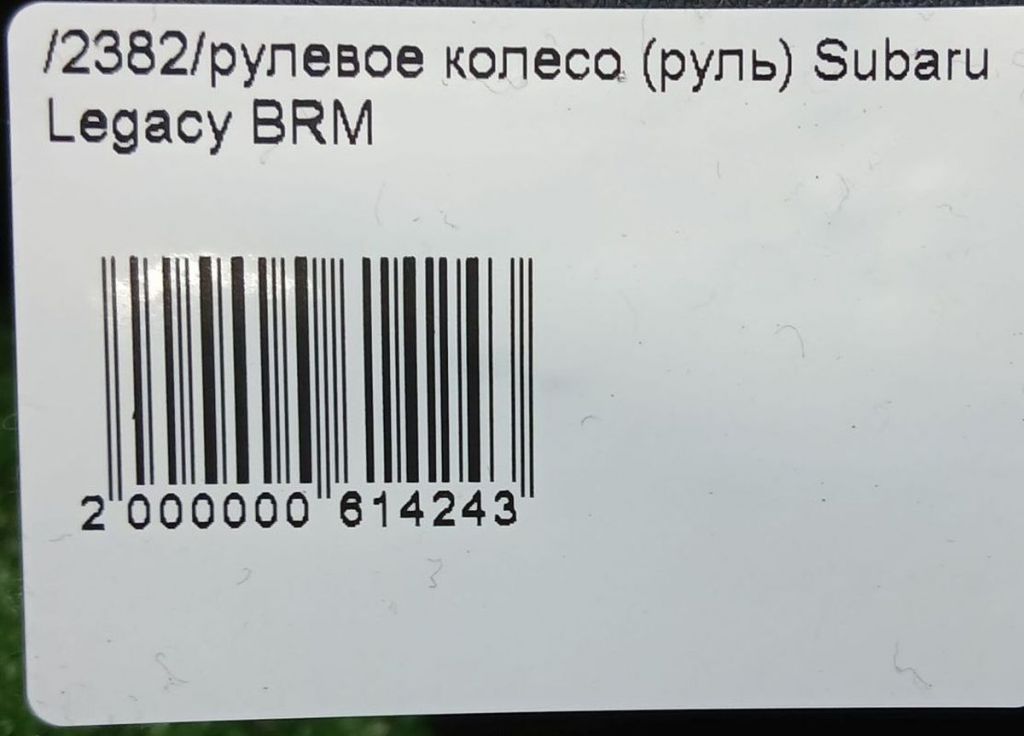 /2382/рулевое колесо (руль) Subaru
Legacy BRM
2 000000 614243